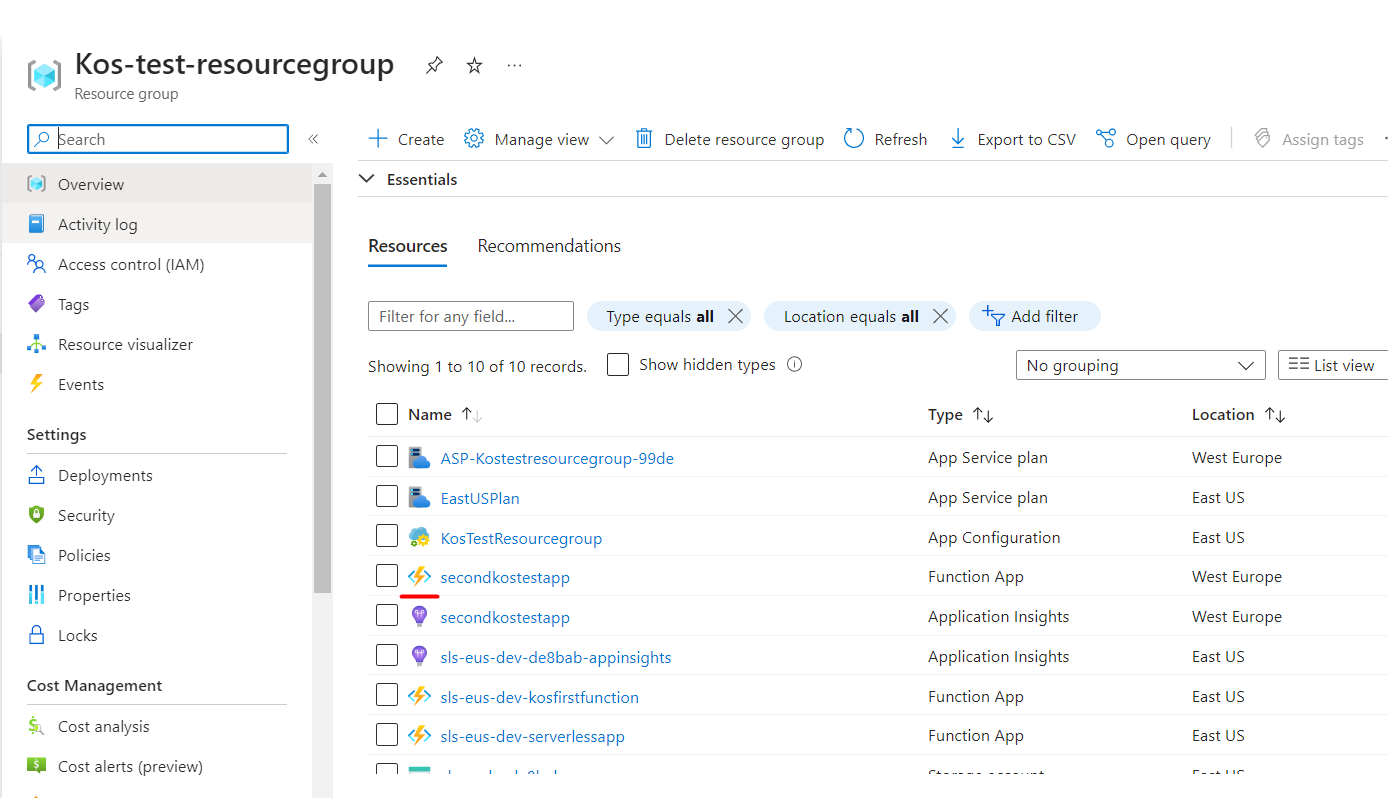 Kos-test-resourcegroup
Resource group
Search
Create Manage view Delete resource group Refresh Export to CSV Open query Assign tags
Overview
Activity log
Access control (IAM)
Tags
Resource visualizer
Events
Settings
Deployments
Security
Policies
Properties
Locks
Cost Management
Cost analysis
Cost alerts (preview)
Essentials
Resources Recommendations
Filter for any field... Type equals all Location equals all Add filter
Showing 1 to 10 of 10 records. Show hidden types No grouping List view
Name Type Location
ASP-Kostestresourcegroup-99de App Service plan West Europe
EastUSPlan App Service plan East US
KosTestResourcegroup App Configuration East US
secondkostestapp Function App West Europe
secondkostestapp Application Insights West Europe
sls-eus-dev-de8bab-appinsights Application Insights East US
sls-eus-dev-kosfirstfunction Function App East US
sls-eus-dev-serverlessapp Function App East US